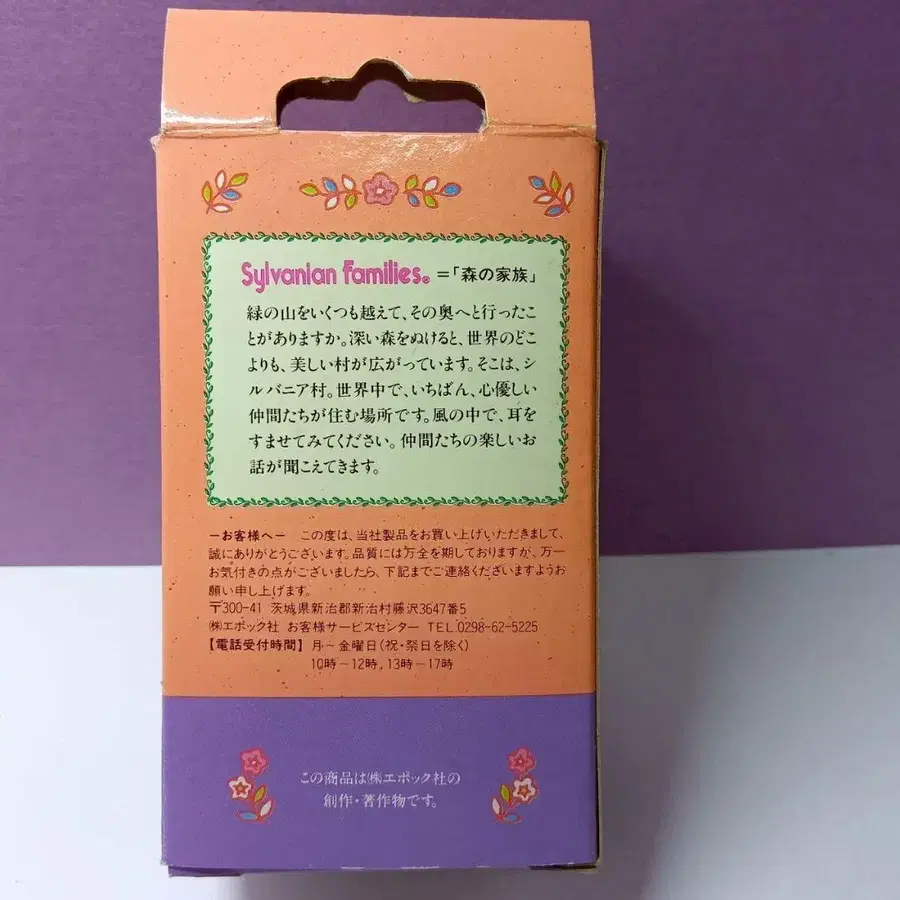 Sylvanian Families® =「森の家族」
緑の山をいくつも越えて、その奥へと行ったこ
とがありますか。深い森をぬけると、世界のどこ
よりも、美しい村が広がっています。そこは、シ
ルバニア村。世界中で、いちばん、心優しい
仲間たちが住む場所です。風の中で、耳を
すませてみてください。仲間たちの楽しいお
話が聞こえてきます。
ーお客様へー この度は、当社製品をお買い上げいただきまして、
誠にありがとうございます。品質には万全を期しておりますが、万一
お気付きの点がございましたら、下記までご連絡くださいますようお
願い申し上げます。
〒300-41 茨城県新治郡新治村藤沢3647番5
㈱エポック社 お客様サービスセンター TEL.0298-62-5225
【電話受付時間】 月~金曜日(祝・祭日を除く)
10時~12時, 13時~17時
この商品は㈱エポック社の
創作・著作物です。